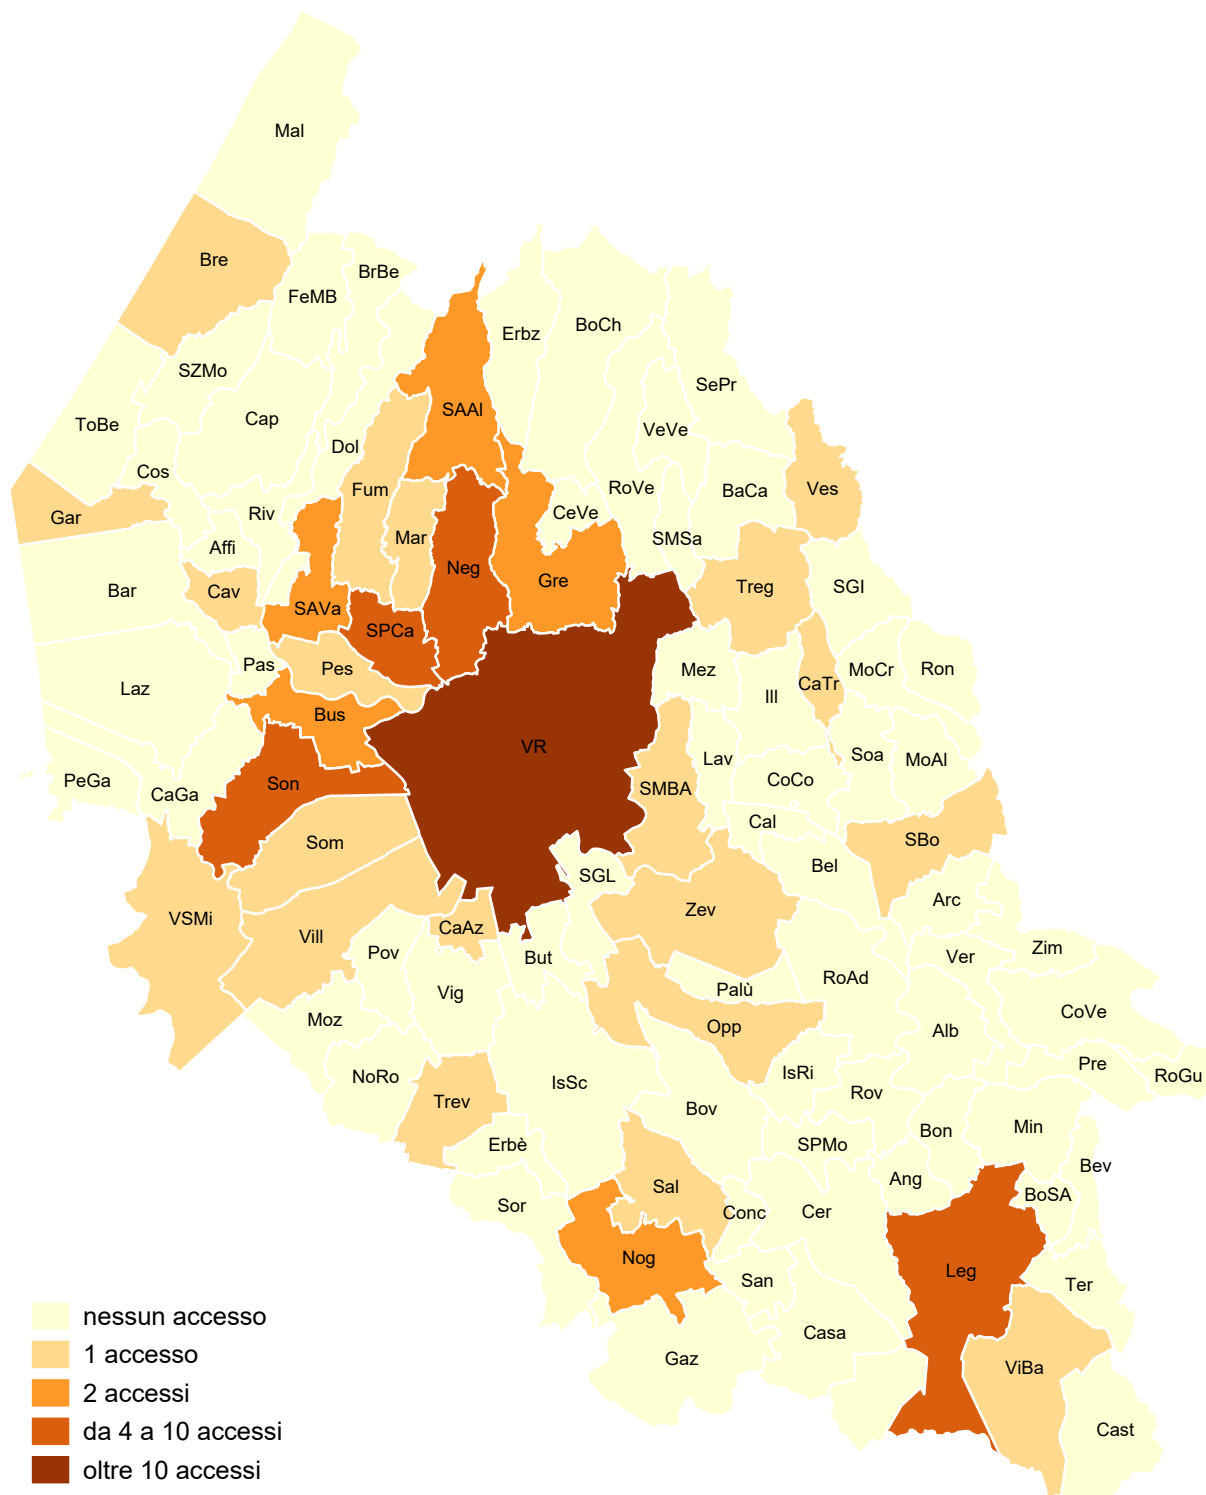 Mal
Bre
BrBe
FeMB
BoCh
Erbz
SZMo
SePr
SAAl
Cap
ToBe
VeVe
Dol
Cos
RoVe
Fum
BaCa
Ves
Riv
CeVe
Gar
Mar
SMSa
Affi
Neg
Gre
Treg
SGI
Bar
Cav
SAVa
SPCa
Pas
Pes
Mez
MoCr
Ron
CaTr
Laz
Ill
Bus
VR
Soa
Lav
MoAl
PeGa
Son
CoCo
SMBA
CaGa
Cal
Som
SBo
Bel
SGL
Arc
Zev
VSMi
CaAz
Vill
Zim
Pov
But
Ver
RoAd
Vig
Palù
CoVe
Moz
Opp
Alb
Pre
IsRi
NoRo
RoGu
IsSc
Rov
Trev
Bov
Min
Bon
Erbè
SPMo
Bev
Ang
Sal
BoSA
Sor
Conc
Cer
Nog
Leg
San
Ter
Casa
Gaz
ViBa
Cast
nessun accesso
1 accesso
2 accessi
da 4 a 10 accessi
oltre 10 accessi